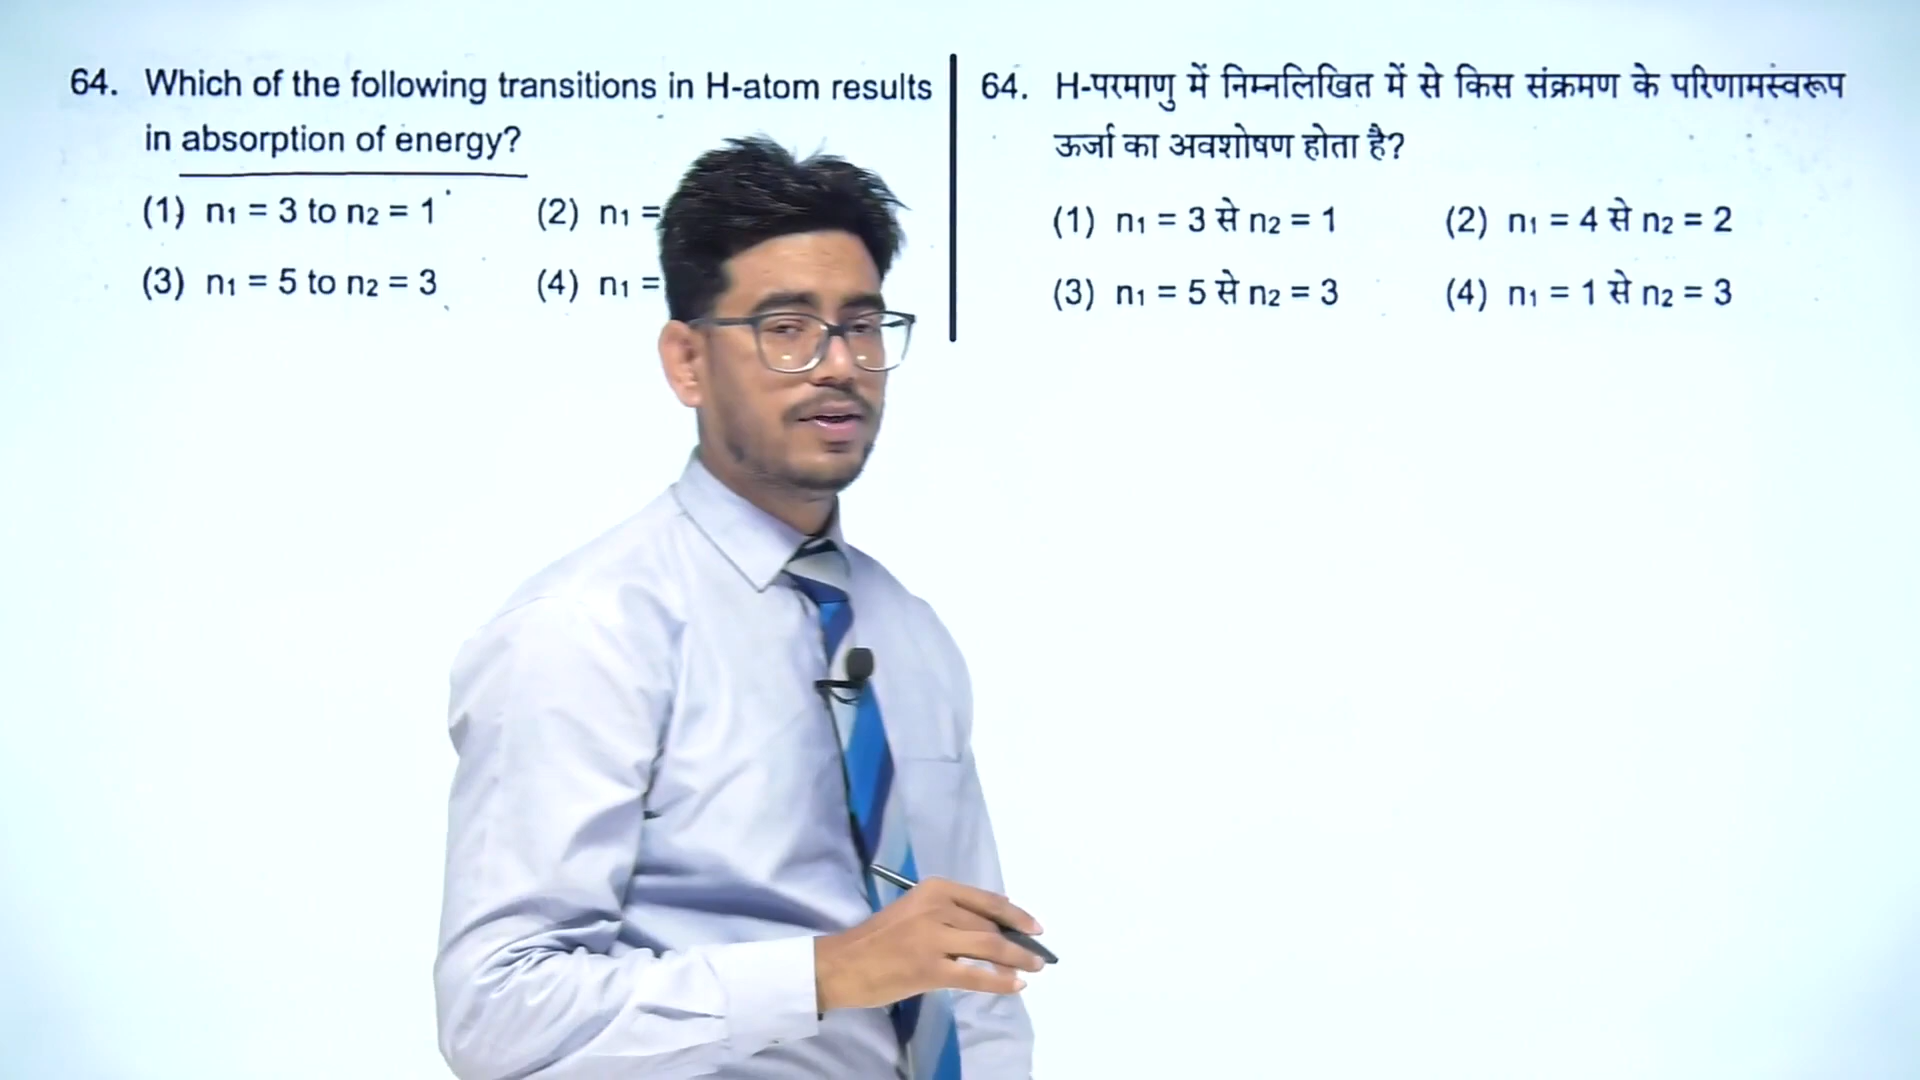 64. Which of the following transitions in H-atom results
in absorption of energy?
(1) n₁ = 3 to n₂ = 1 (2) n₁ =
(3) n₁ = 5 to n₂ = 3 (4) n₁ =
64. H-परमाणु में निम्नलिखित में से किस संक्रमण के परिणामस्वरूप
ऊर्जा का अवशोषण होता है?
(1) n₁ = 3 से n₂ = 1 (2) n₁ = 4 से n₂ = 2
(3) n₁ = 5 से n₂ = 3 (4) n₁ = 1 से n₂ = 3